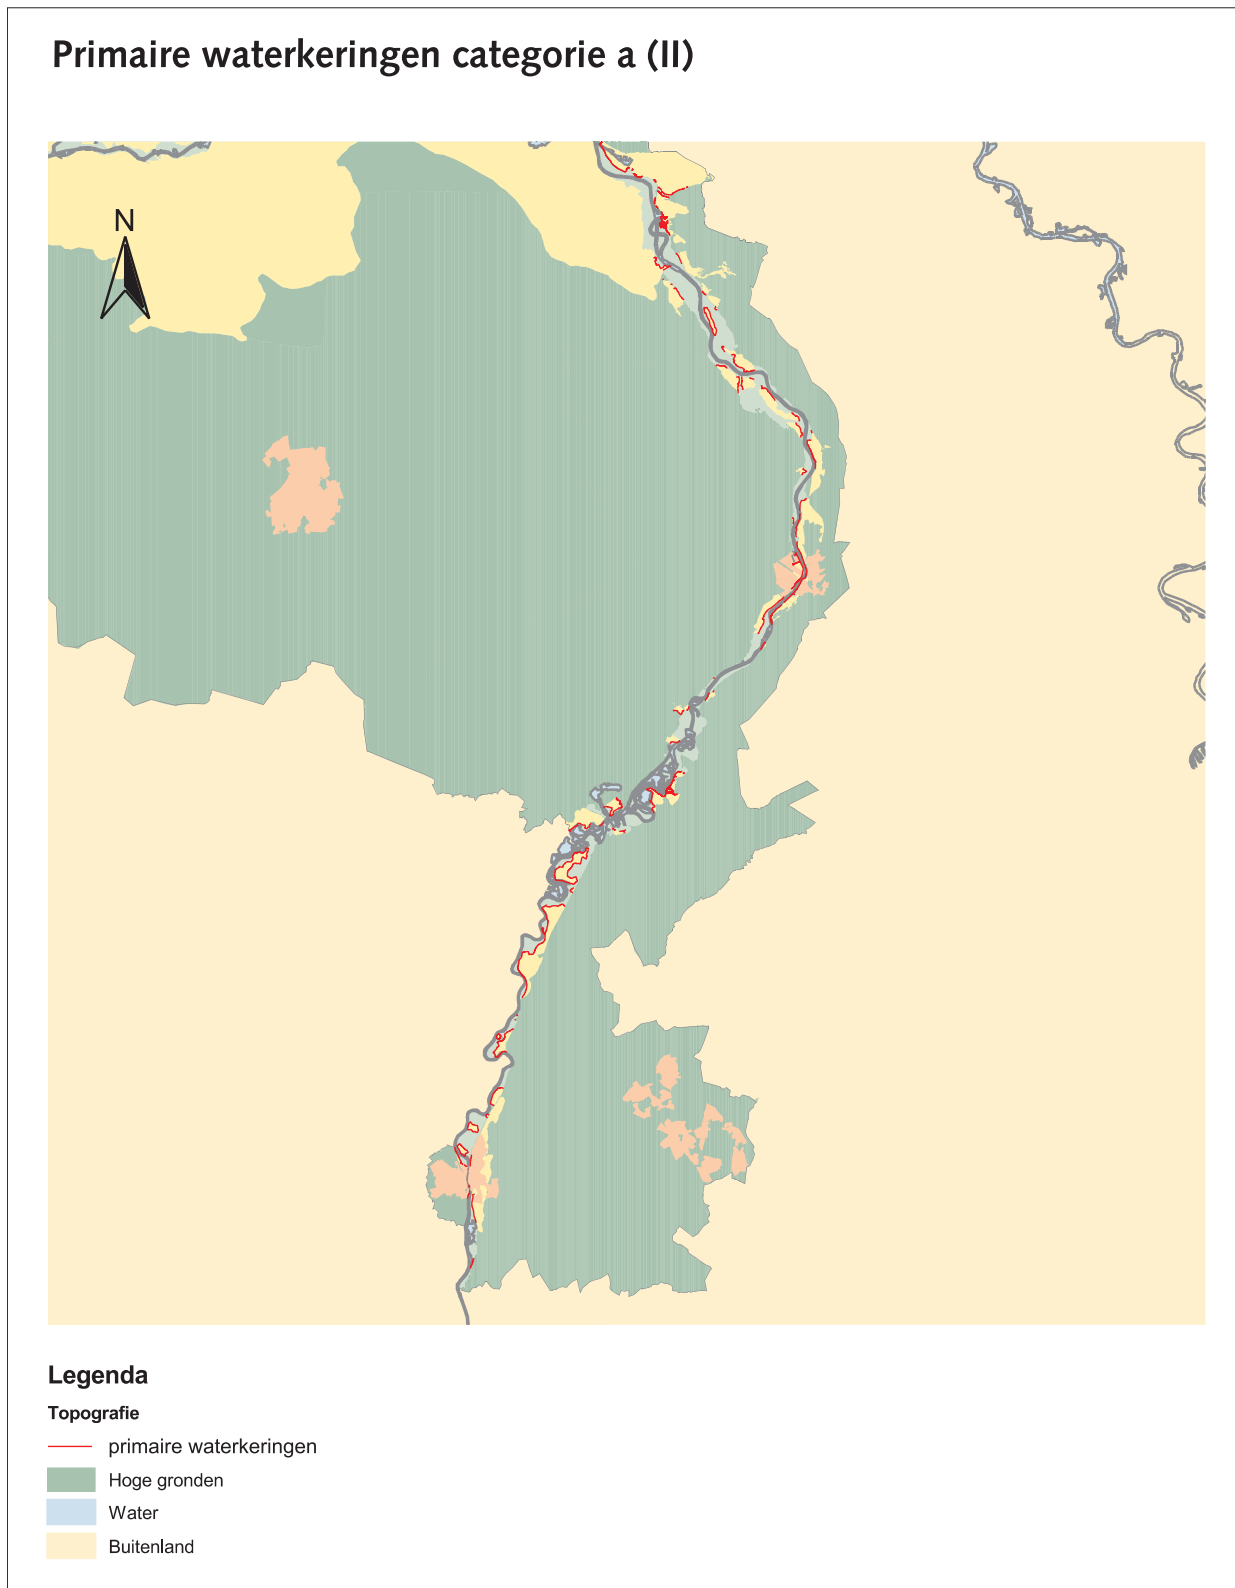 Primaire waterkeringen categorie a (II)
N
Legenda
Topografie
primaire waterkeringen
Hoge gronden
Water
Buitenland